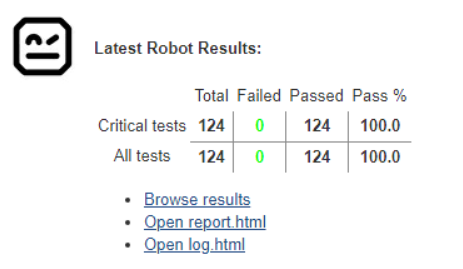 Latest Robot Results:
Total Failed Passed Pass %
Critical tests 124 0 124 100.0
All tests 124 0 124 100.0
• Browse results
• Open report.html
• Open log.html